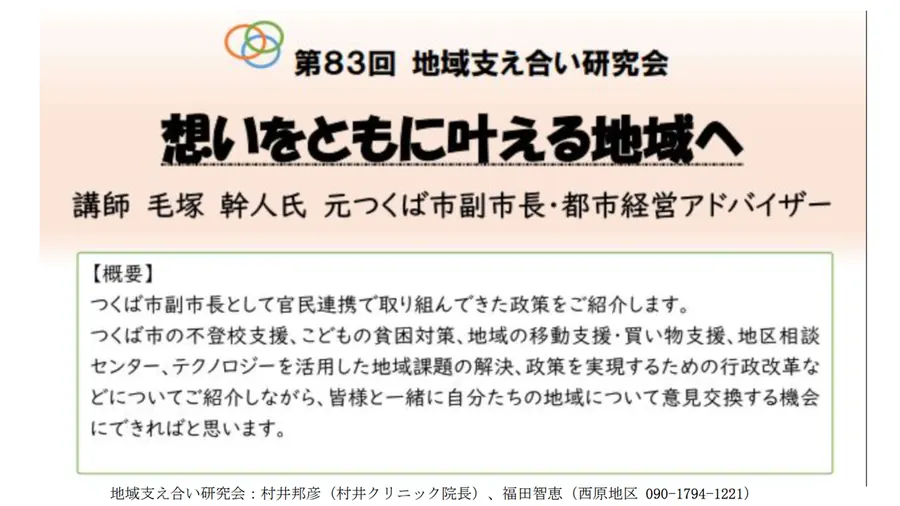 第83回 地域支え合い研究会
想いをともに叶える地域へ
講師 毛塚 幹人氏 元つくば市副市長・都市経営アドバイザー
【概要】
つくば市副市長として官民連携で取り組んできた政策をご紹介します。
つくば市の不登校支援、こどもの貧困対策、地域の移動支援・買い物支援、地区相談
センター、テクノロジーを活用した地域課題の解決、政策を実現するための行政改革な
どについてご紹介しながら、皆様と一緒に自分たちの地域について意見交換する機会
にできればと思います。
地域支え合い研究会：村井邦彦（村井クリニック院長）、福田智恵（西原地区 090-1794-1221）